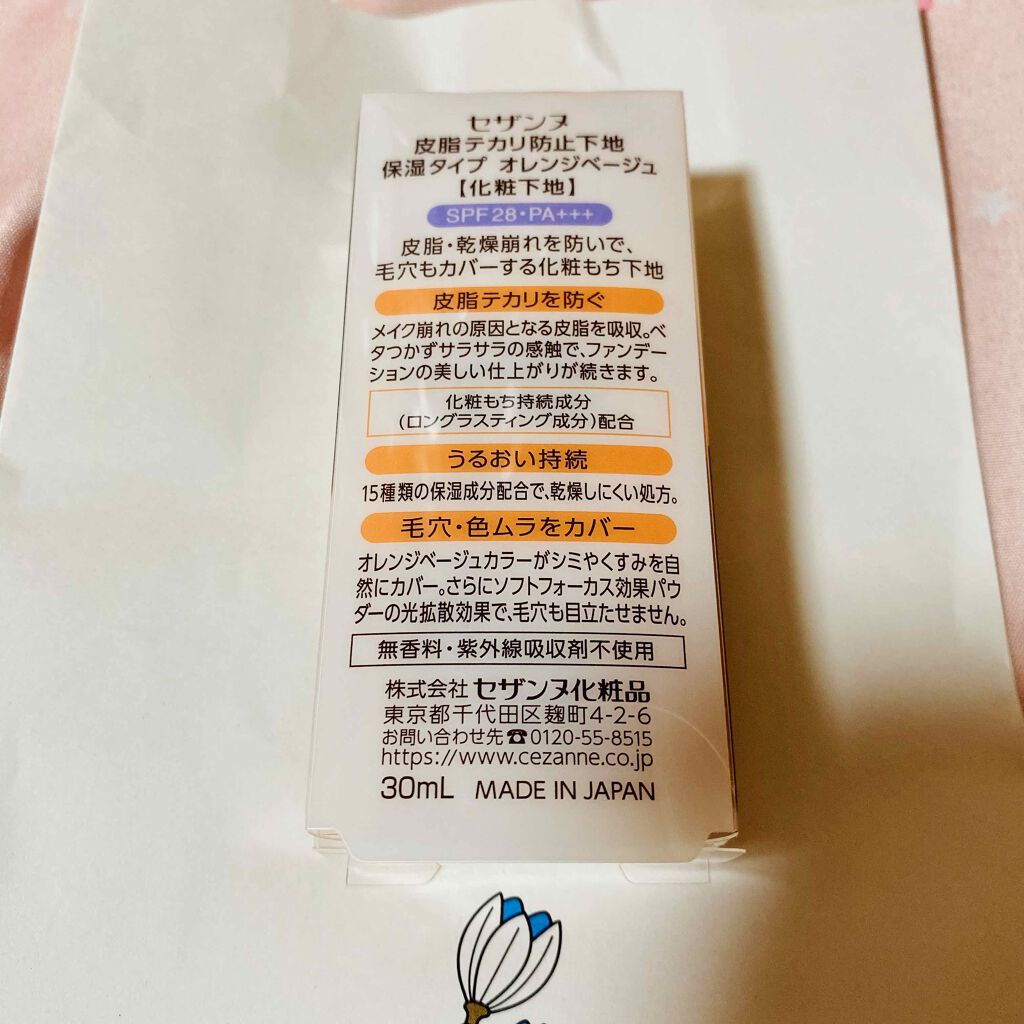 セザンヌ
皮脂テカリ防止下地
保湿タイプ オレンジベージュ
【化粧下地】
SPF28・PA+++
皮脂・乾燥崩れを防いで、
毛穴もカバーする化粧もち下地
皮脂テカリを防ぐ
メイク崩れの原因となる皮脂を吸収。ベ
タつかずサラサラの感触で、ファンデー
ションの美しい仕上がりが続きます。
化粧もち持続成分
(ロングラスティング成分)配合
うるおい持続
15種類の保湿成分配合で、乾燥しにくい処方。
毛穴・色ムラをカバー
オレンジベージュカラーがシミやくすみを自
然にカバー。さらにソフトフォーカス効果パウ
ダーの光拡散効果で、毛穴も目立たせません。
無香料・紫外線吸収剤不使用
株式会社 セザンヌ化粧品
東京都千代田区麹町4-2-6
お問い合わせ先☎0120-55-8515
https://www.cezanne.co.jp
30mL MADE IN JAPAN